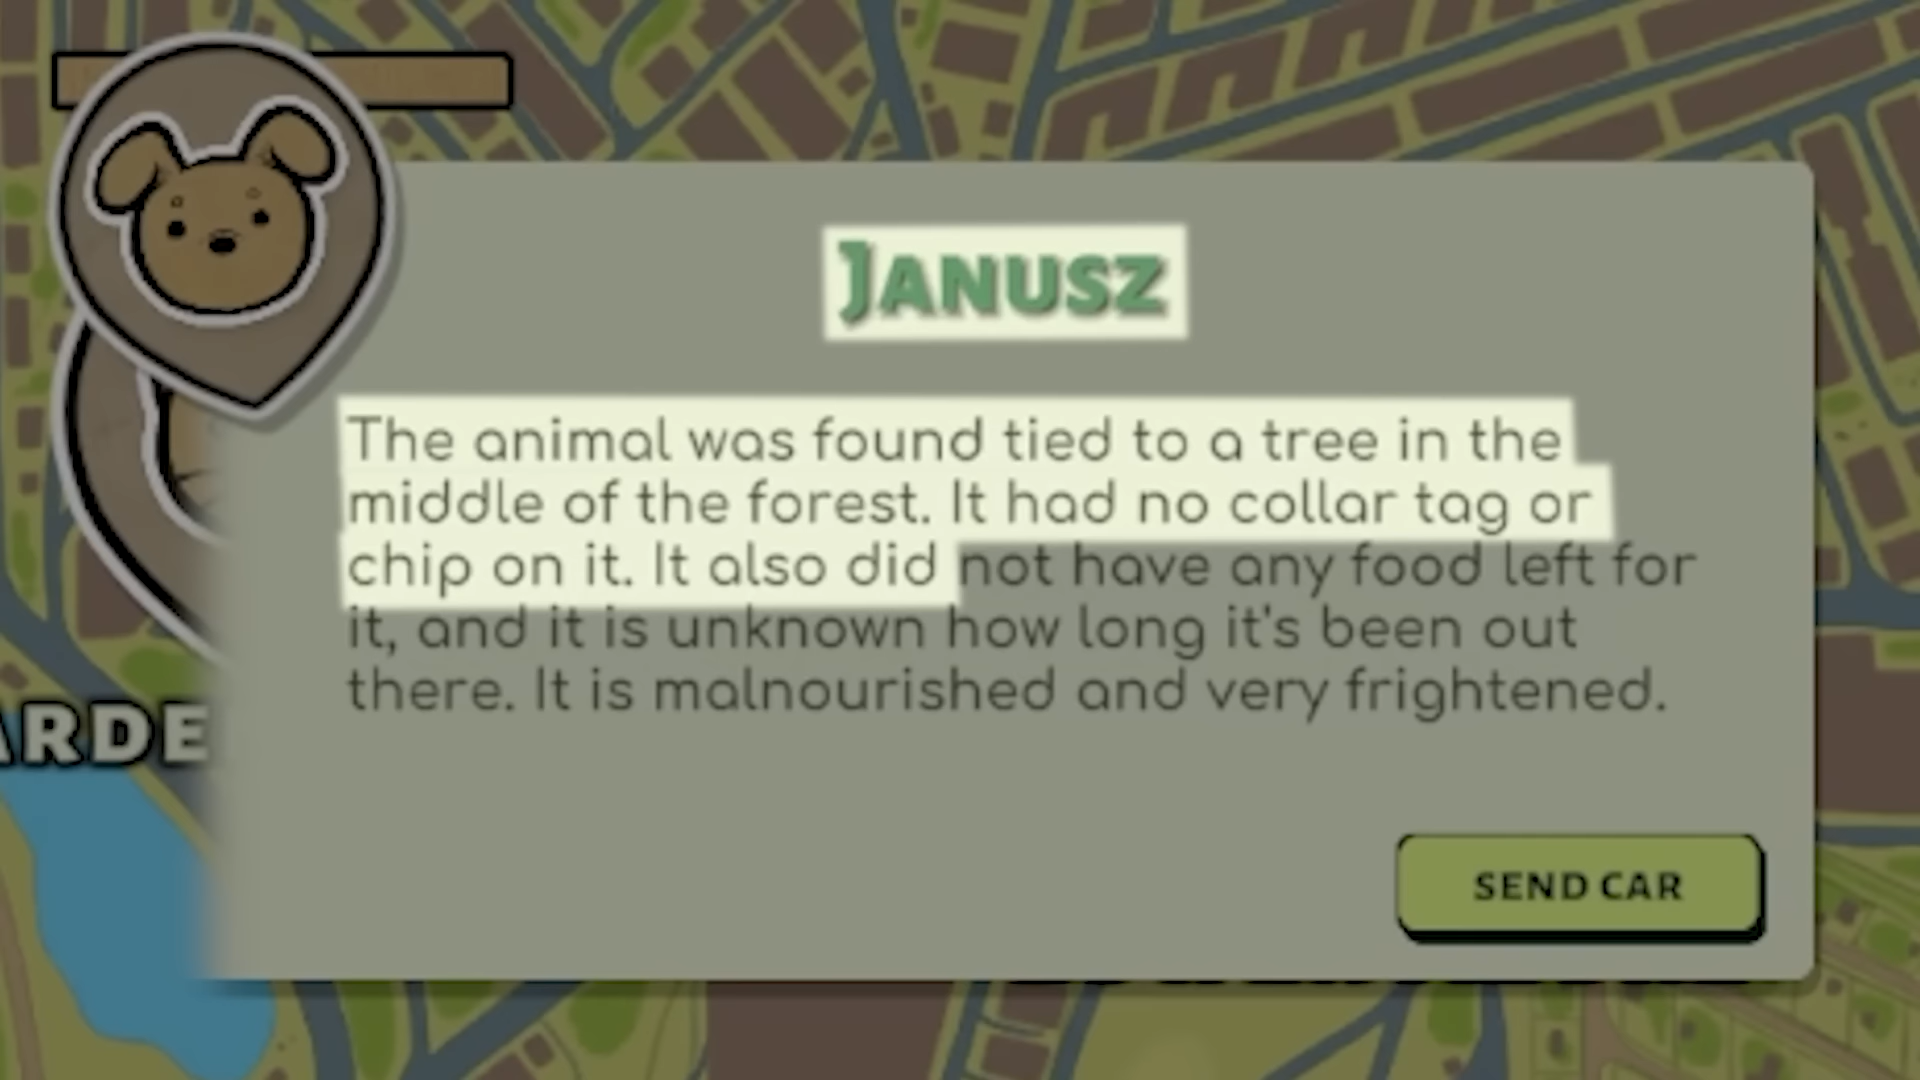 JANUSZ
The animal was found tied to a tree in the
middle of the forest. It had no collar tag or
chip on it. It also did not have any food left for
it, and it is unknown how long it's been out
there. It is malnourished and very frightened.
ARDE
SEND CAR